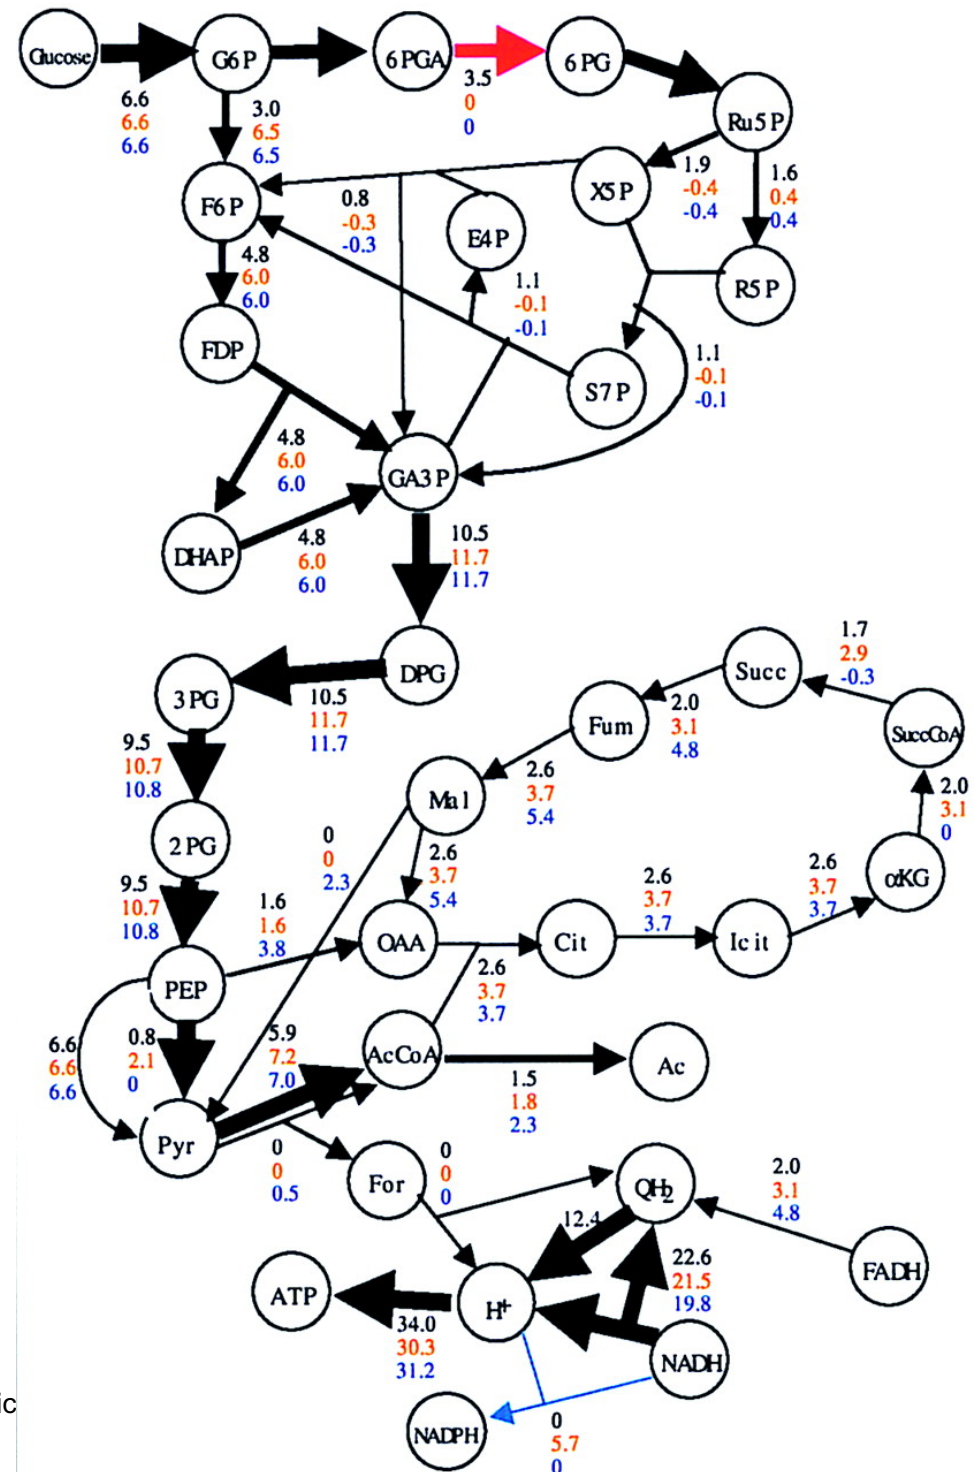 Glucose
G6P
6PGA
6PG
6.6
6.6
6.6
3.0
6.5
6.5
3.5
0
0
Ru5P
F6P
0.8
-0.3
-0.3
E4P
X5P
1.9
-0.4
-0.4
1.6
0.4
0.4
4.8
6.0
6.0
1.1
-0.1
-0.1
R5P
FDP
S7P
1.1
-0.1
-0.1
4.8
6.0
6.0
GA3P
DHAP
4.8
6.0
6.0
10.5
11.7
11.7
DPG
3PG
10.5
11.7
11.7
Succ
1.7
2.9
-0.3
Fum
2.0
3.1
4.8
SuccCoA
9.5
10.7
10.8
Mal
2.6
3.7
5.4
2.0
3.1
0
2PG
0
0
2.3
2.6
3.7
5.4
2.6
3.7
3.7
2.6
3.7
3.7
αKG
9.5
10.7
10.8
1.6
1.6
3.8
OAA
Cit
Icit
PEP
2.6
3.7
3.7
6.6
6.6
6.6
0.8
2.1
0
5.9
7.2
7.0
AcCoA
Ac
1.5
1.8
2.3
Pyr
0
0
0.5
For
0
0
0
QH2
2.0
3.1
4.8
12.4
22.6
21.5
19.8
FADH
ATP
34.0
30.3
31.2
H+
NADH
ic
NADPH
0
5.7
0